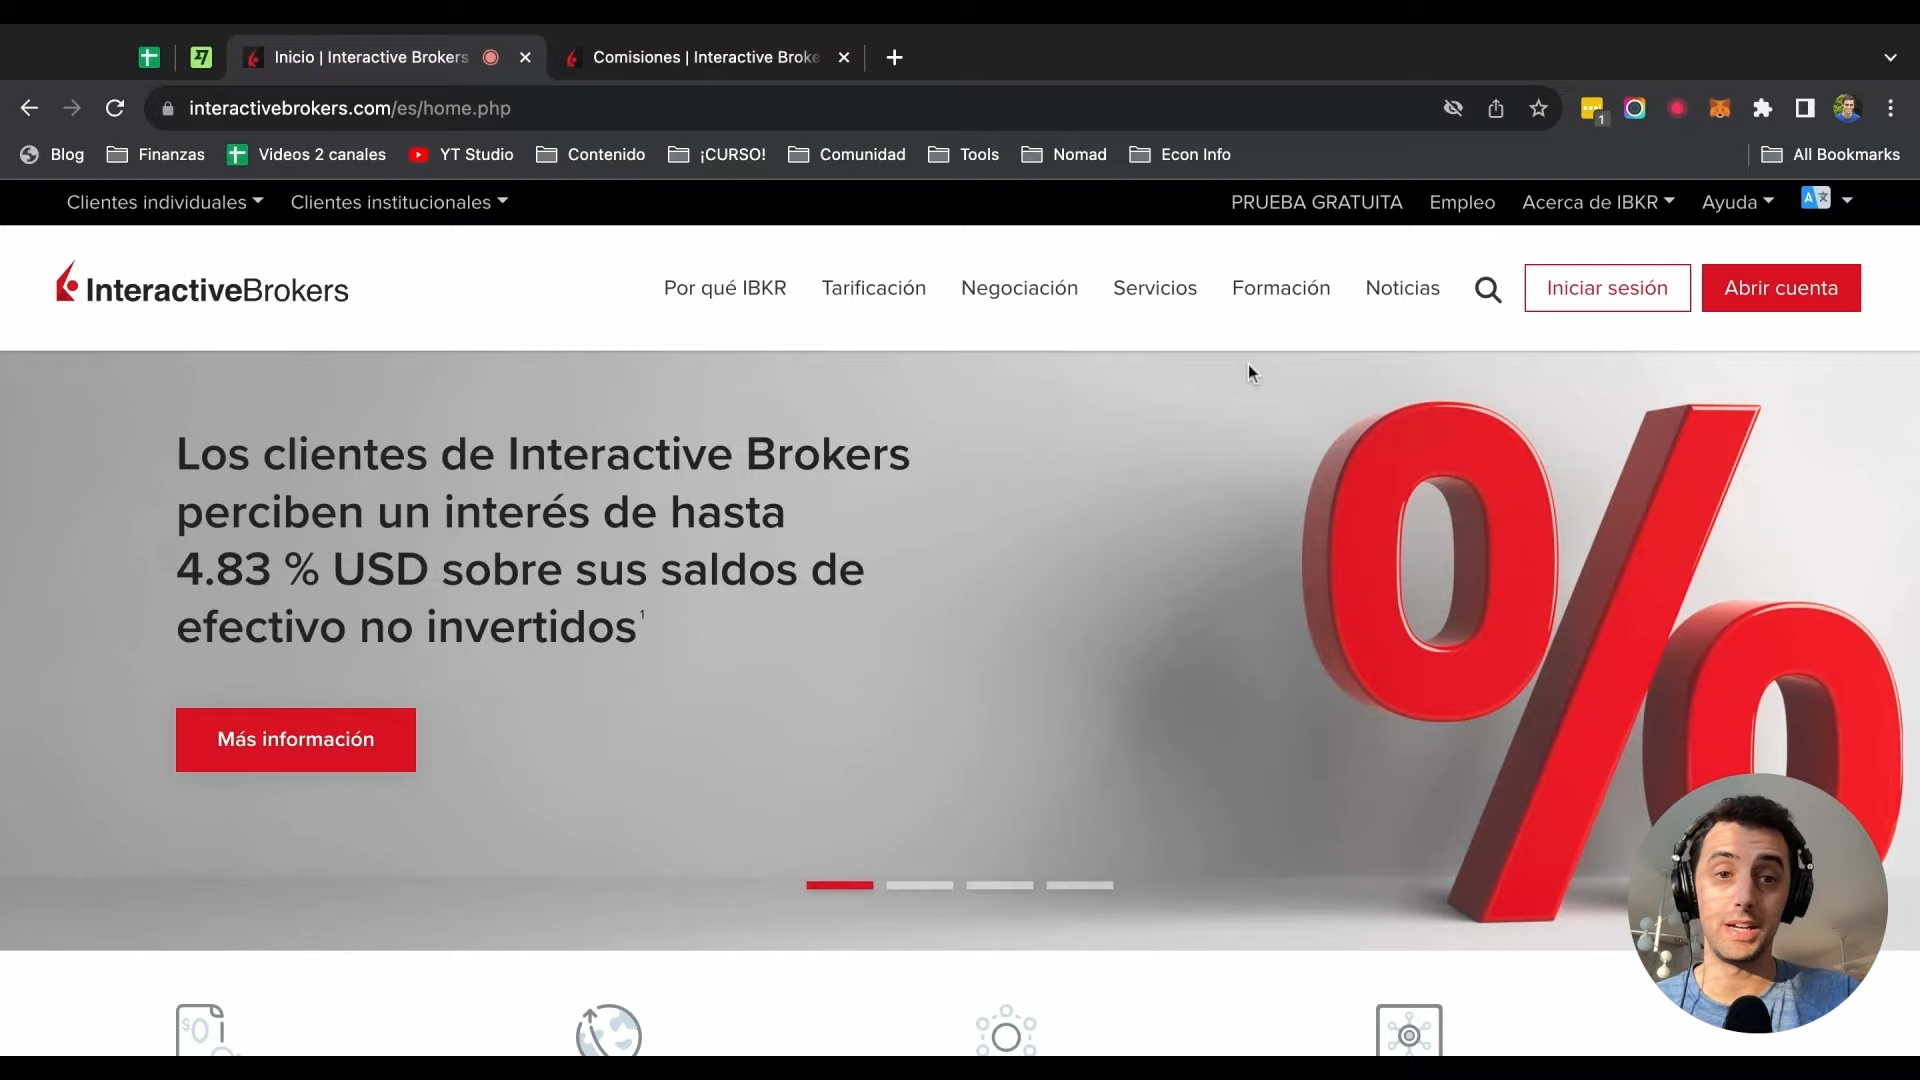 Inicio | Interactive Brokers
Comisiones | Interactive Broke
interactivebrokers.com/es/home.php
1
Blog
Finanzas
Videos 2 canales
YT Studio
Contenido
¡CURSO!
Comunidad
Tools
Nomad
Econ Info
All Bookmarks
Clientes individuales
Clientes institucionales
PRUEBA GRATUITA
Empleo
Acerca de IBKR
Ayuda
InteractiveBrokers
Por qué IBKR
Tarificación
Negociación
Servicios
Formación
Noticias
Iniciar sesión
Abrir cuenta
Los clientes de Interactive Brokers
perciben un interés de hasta
4.83 % USD sobre sus saldos de
efectivo no invertidos¹
%
Más información